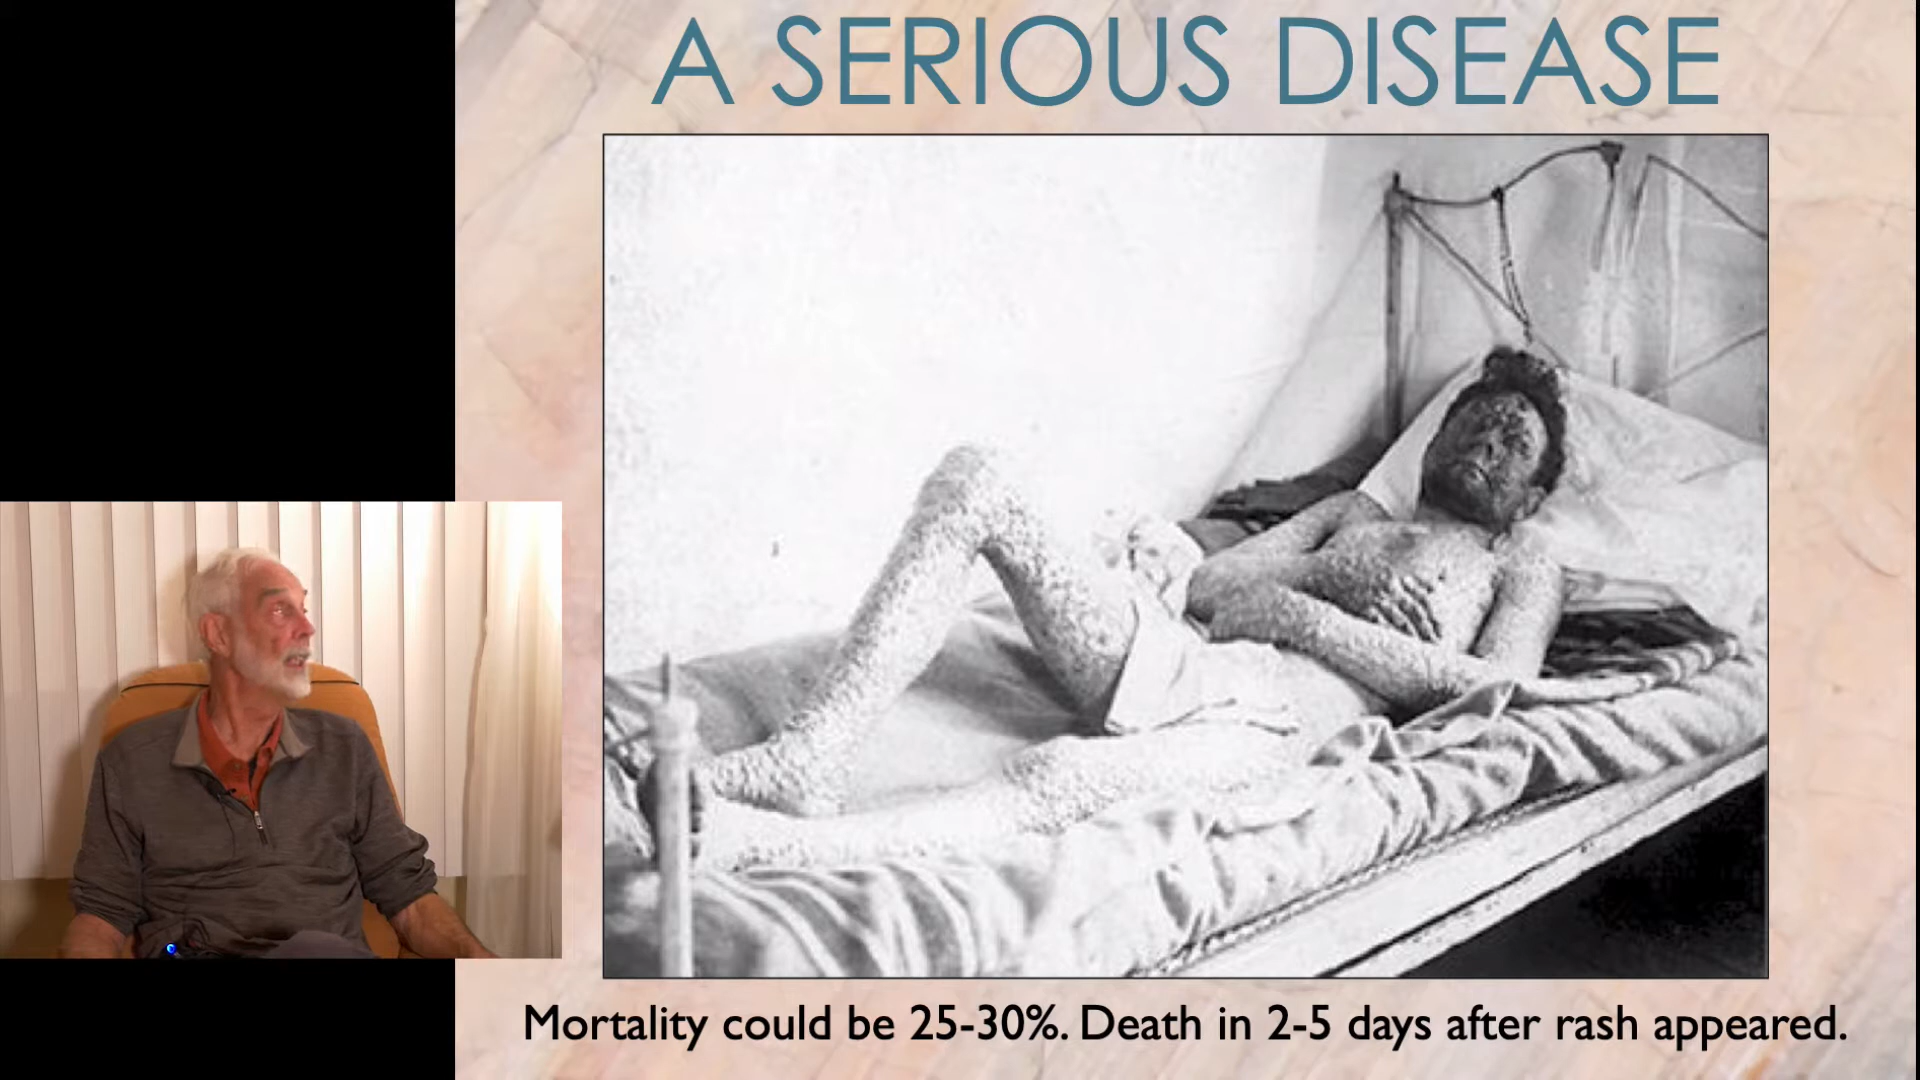 A SERIOUS DISEASE
Mortality could be 25-30%. Death in 2-5 days after rash appeared.